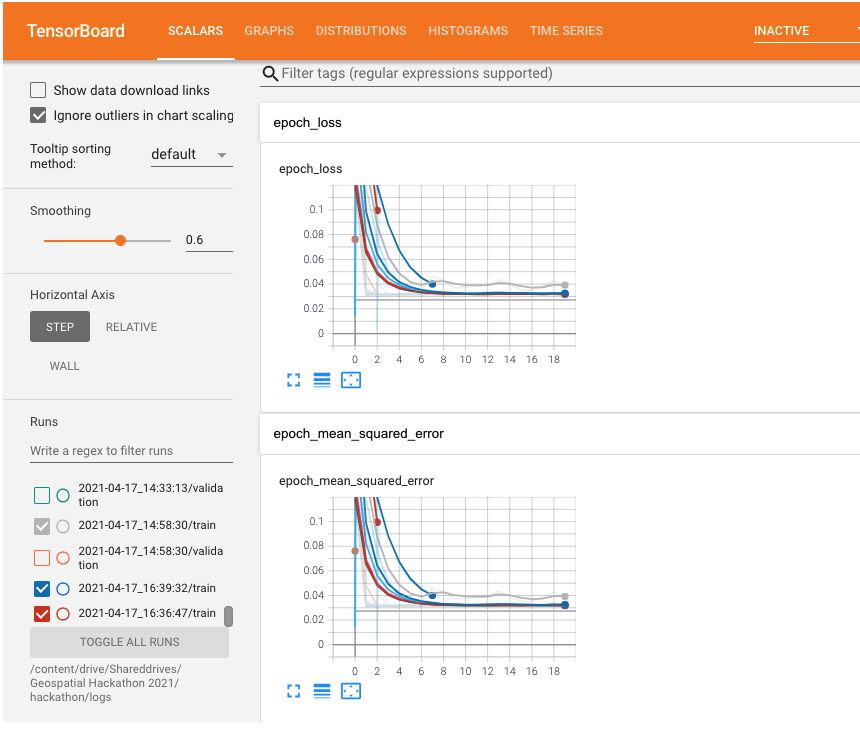 TensorBoard
SCALARS GRAPHS DISTRIBUTIONS HISTOGRAMS TIME SERIES INACTIVE
Show data download links
Ignore outliers in chart scaling
Tooltip sorting
method:
default
Smoothing
0.6
Horizontal Axis
STEP RELATIVE
WALL
Runs
Write a regex to filter runs
2021-04-17_14:33:13/valida
tion
2021-04-17_14:58:30/train
2021-04-17_14:58:30/valida
tion
2021-04-17_16:39:32/train
2021-04-17_16:36:47/train
TOGGLE ALL RUNS
/content/drive/Shareddrives/
Geospatial Hackathon 2021/
hackathon/logs
Filter tags (regular expressions supported)
epoch_loss
epoch_loss
0.1
0.08
0.06
0.04
0.02
0
0 2 4 6 8 10 12 14 16 18
epoch_mean_squared_error
epoch_mean_squared_error
0.1
0.08
0.06
0.04
0.02
0
0 2 4 6 8 10 12 14 16 18